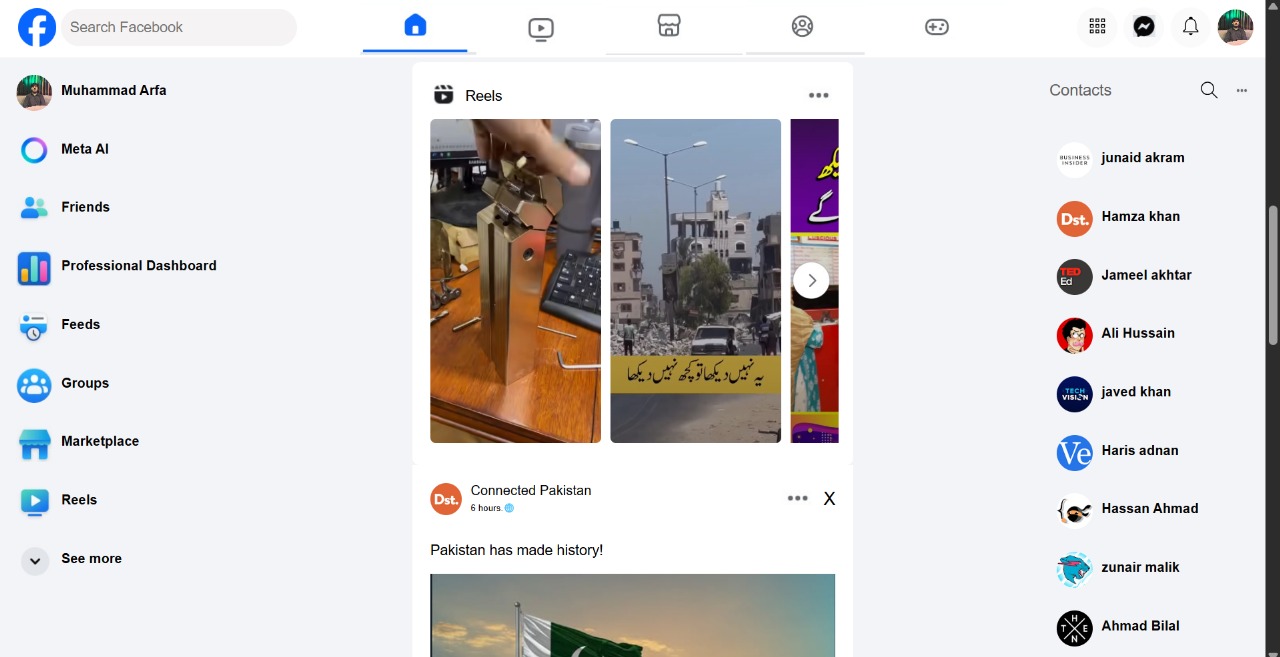 Search Facebook
Muhammad Arfa
Meta AI
Friends
Professional Dashboard
Feeds
Groups
Marketplace
Reels
See more
Reels
یہ نہیں دیکھا تو کچھ نہیں دیکھا
Connected Pakistan
6 hours.
Dst.
X
Pakistan has made history!
Contacts
BUSINESS
INSIDER
junaid akram
Dst.
Hamza khan
TED
Ed
Jameel akhtar
Ali Hussain
TECH
VISION
javed khan
Ve
Haris adnan
Hassan Ahmad
zunair malik
THEN
Ahmad Bilal